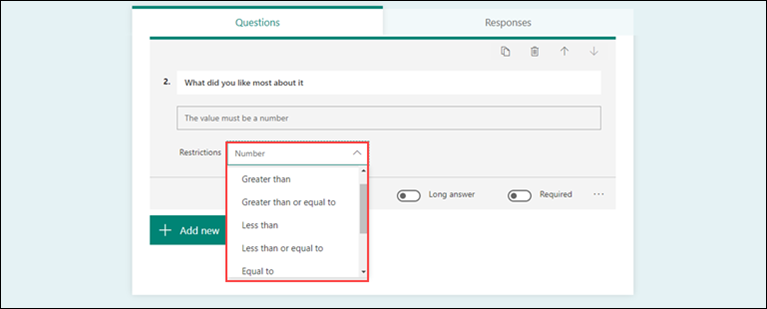 Questions
Responses
2. What did you like most about it
The value must be a number
Restrictions Number
Greater than
Greater than or equal to
Less than
Less than or equal to
Equal to
Long answer
Required
Add new